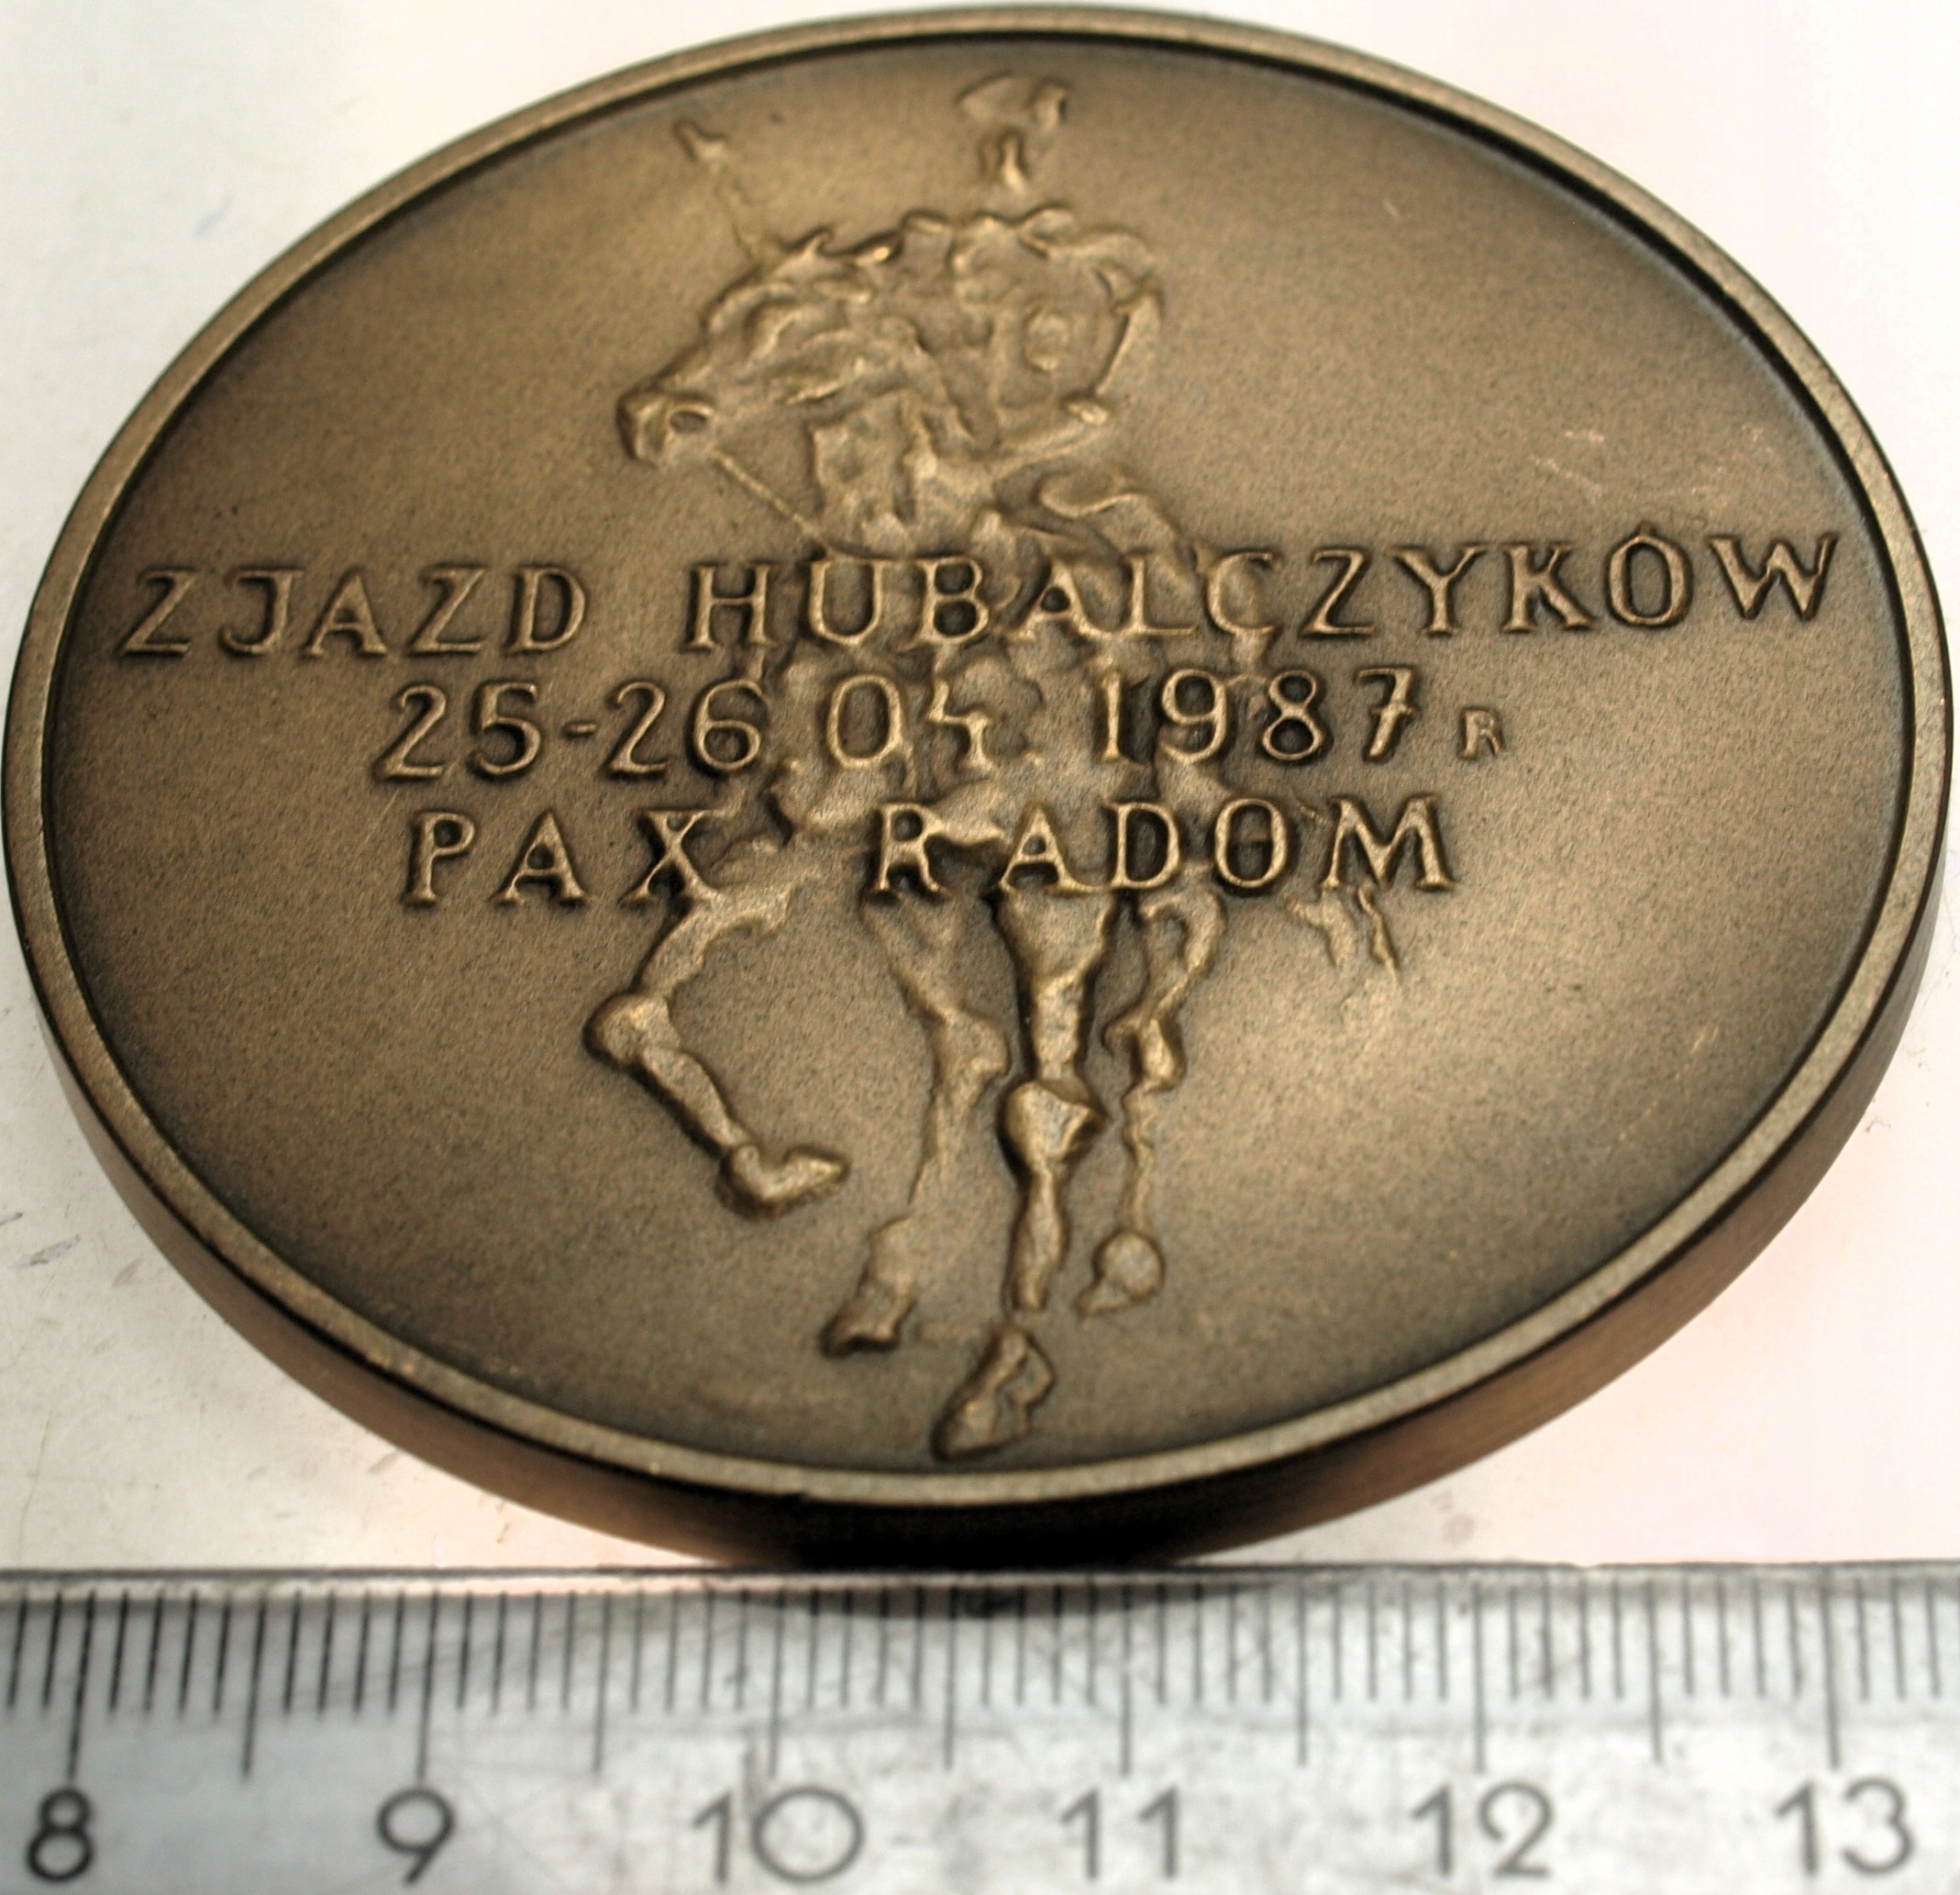 ZJAZD HUBALCZYKÓW
25-26.04. 1987 R
PAX RADOM
8 9 10 11 12 13